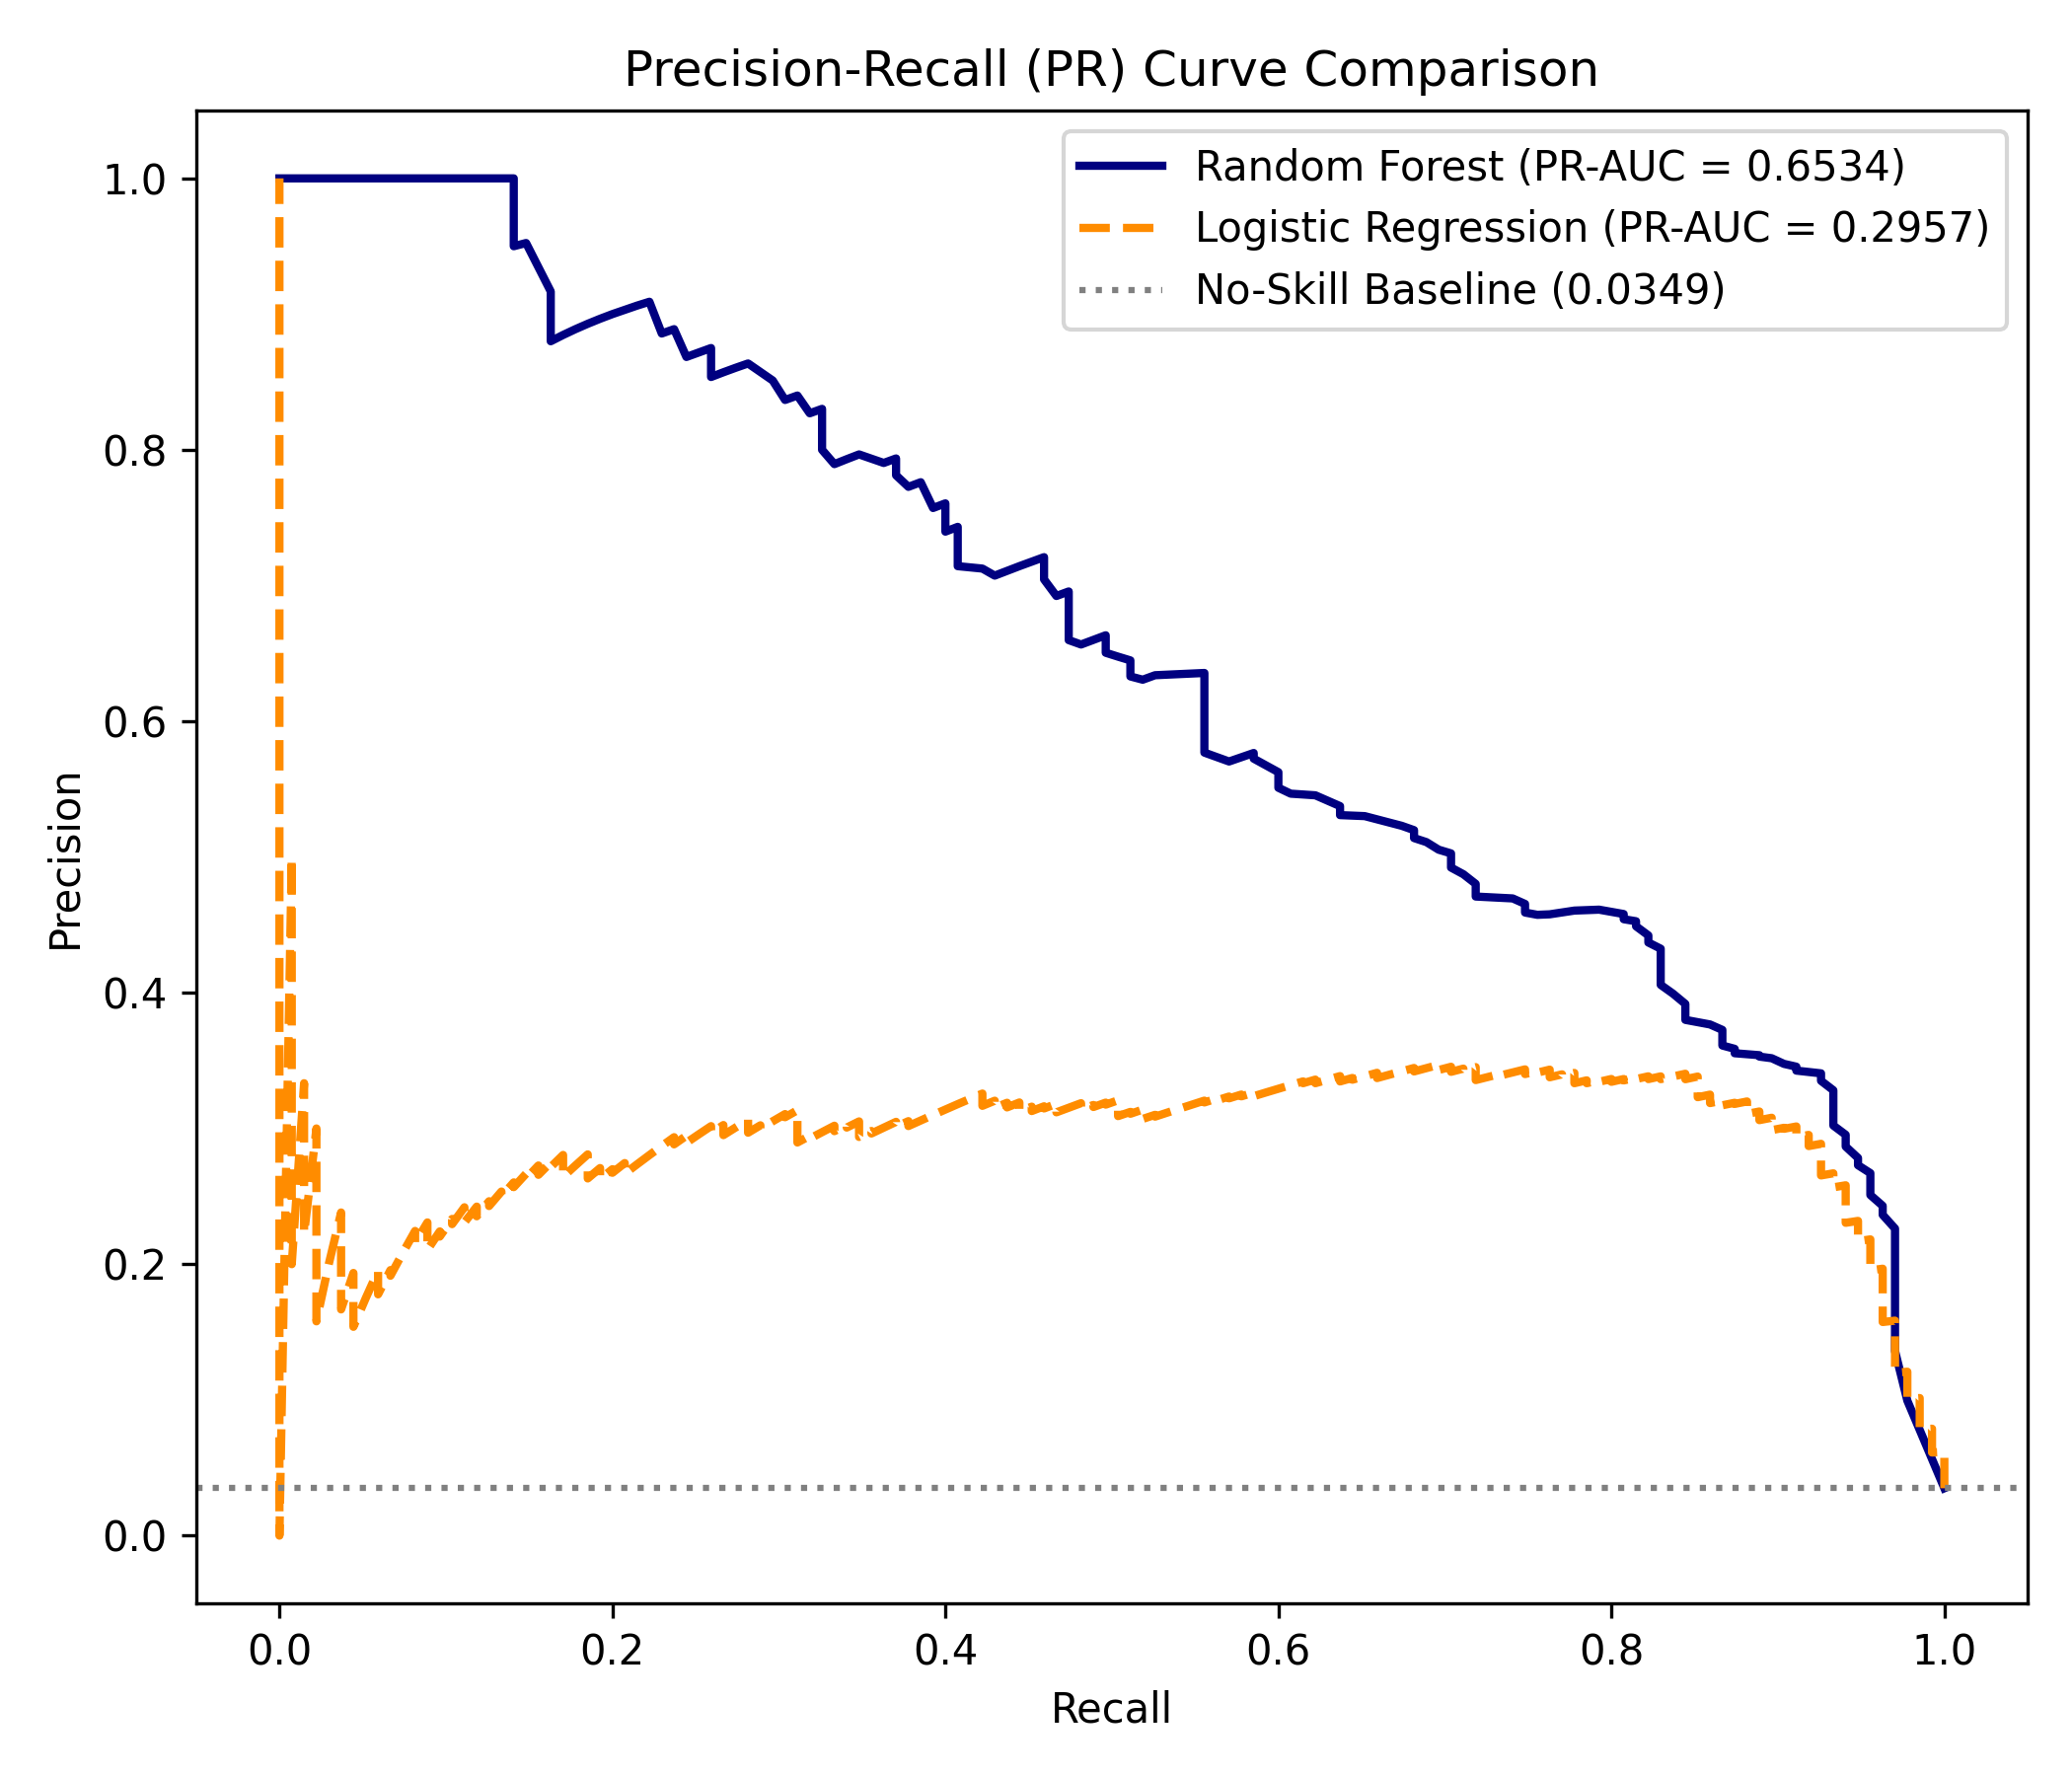 Precision-Recall (PR) Curve Comparison
Random Forest (PR-AUC = 0.6534)
Logistic Regression (PR-AUC = 0.2957)
No-Skill Baseline (0.0349)
Precision
1.0
0.8
0.6
0.4
0.2
0.0
0.0 0.2 0.4 0.6 0.8 1.0
Recall